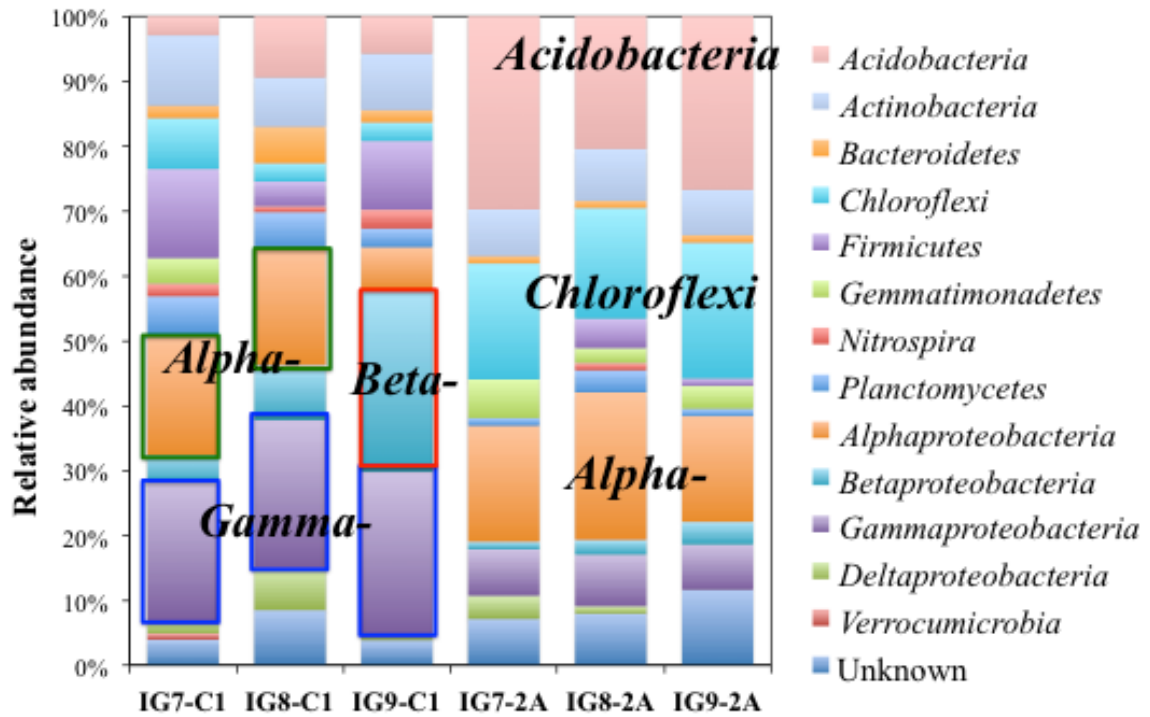 100%
90%
80%
70%
60%
50%
40%
30%
20%
10%
0%
Relative abundance
Acidobacteria
Chloroflexi
Alpha-
Beta-
Alpha-
Gamma-
IG7-C1 IG8-C1 IG9-C1 IG7-2A IG8-2A IG9-2A
Acidobacteria
Actinobacteria
Bacteroidetes
Chloroflexi
Firmicutes
Gemmatimonadetes
Nitrospira
Planctomycetes
Alphaproteobacteria
Betaproteobacteria
Gammaproteobacteria
Deltaproteobacteria
Verrocumicrobia
Unknown